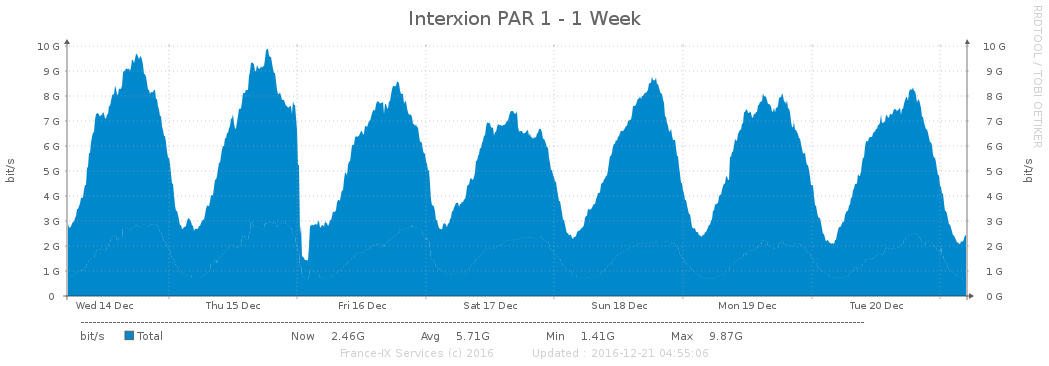 Interxion PAR 1 - 1 Week
RRDTOOL / TOBI OETIKER
bit/s
10 G 10 G
9 G 9 G
8 G 8 G
7 G 7 G
6 G 6 G
5 G 5 G
4 G 4 G
3 G 3 G
2 G 2 G
1 G 1 G
0 0 G
bit/s
Wed 14 Dec Thu 15 Dec Fri 16 Dec Sat 17 Dec Sun 18 Dec Mon 19 Dec Tue 20 Dec
bit/s Total Now 2.46G Avg 5.71G Min 1.41G Max 9.87G
France-IX Services (c) 2016 Updated : 2016-12-21 04:55:06